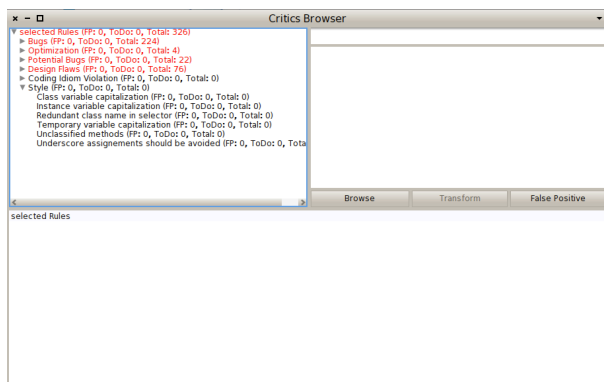 Critics Browser
selected Rules (FP: 0, ToDo: 0, Total: 326)
Bugs (FP: 0, ToDo: 0, Total: 224)
Optimization (FP: 0, ToDo: 0, Total: 4)
Potential Bugs (FP: 0, ToDo: 0, Total: 22)
Design Flaws (FP: 0, ToDo: 0, Total: 76)
Coding Idiom Violation (FP: 0, ToDo: 0, Total: 0)
Style (FP: 0, ToDo: 0, Total: 0)
Class variable capitalization (FP: 0, ToDo: 0, Total: 0)
Instance variable capitalization (FP: 0, ToDo: 0, Total: 0)
Redundant class name in selector (FP: 0, ToDo: 0, Total: 0)
Temporary variable capitalization (FP: 0, ToDo: 0, Total: 0)
Unclassified methods (FP: 0, ToDo: 0, Total: 0)
Underscore assignements should be avoided (FP: 0, ToDo: 0, Tota
Browse
Transform
False Positive
selected Rules